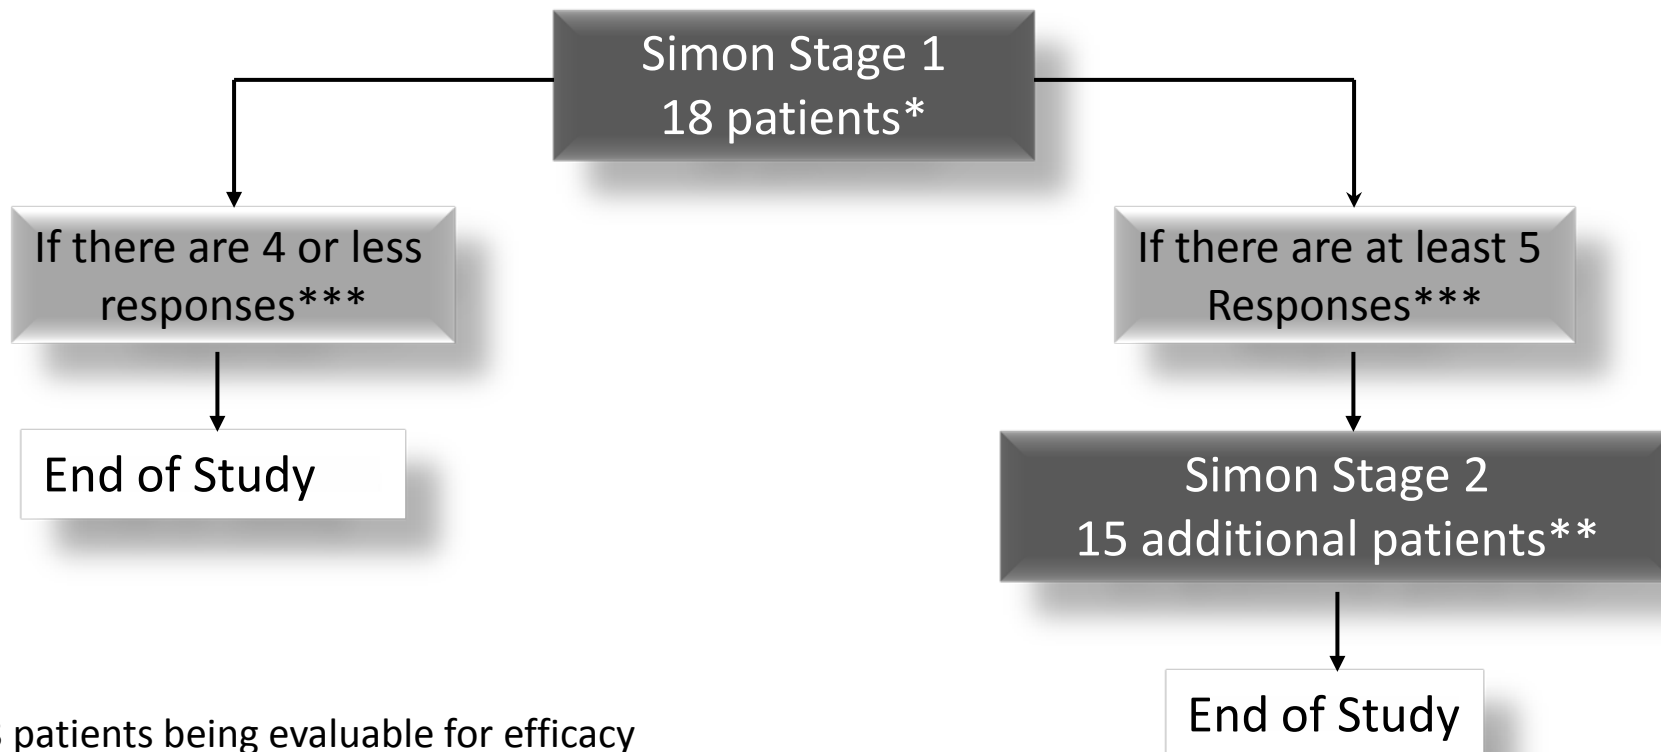 Simon Stage 1
18 patients*
If there are 4 or less
responses***
If there are at least 5
Responses***
End of Study
Simon Stage 2
15 additional patients**
End of Study
patients being evaluable for efficacy